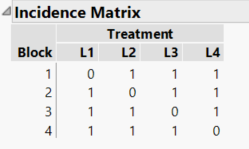 Incidence Matrix
Treatment
Block L1 L2 L3 L4
1 0 1 1 1
2 1 0 1 1
3 1 1 0 1
4 1 1 1 0